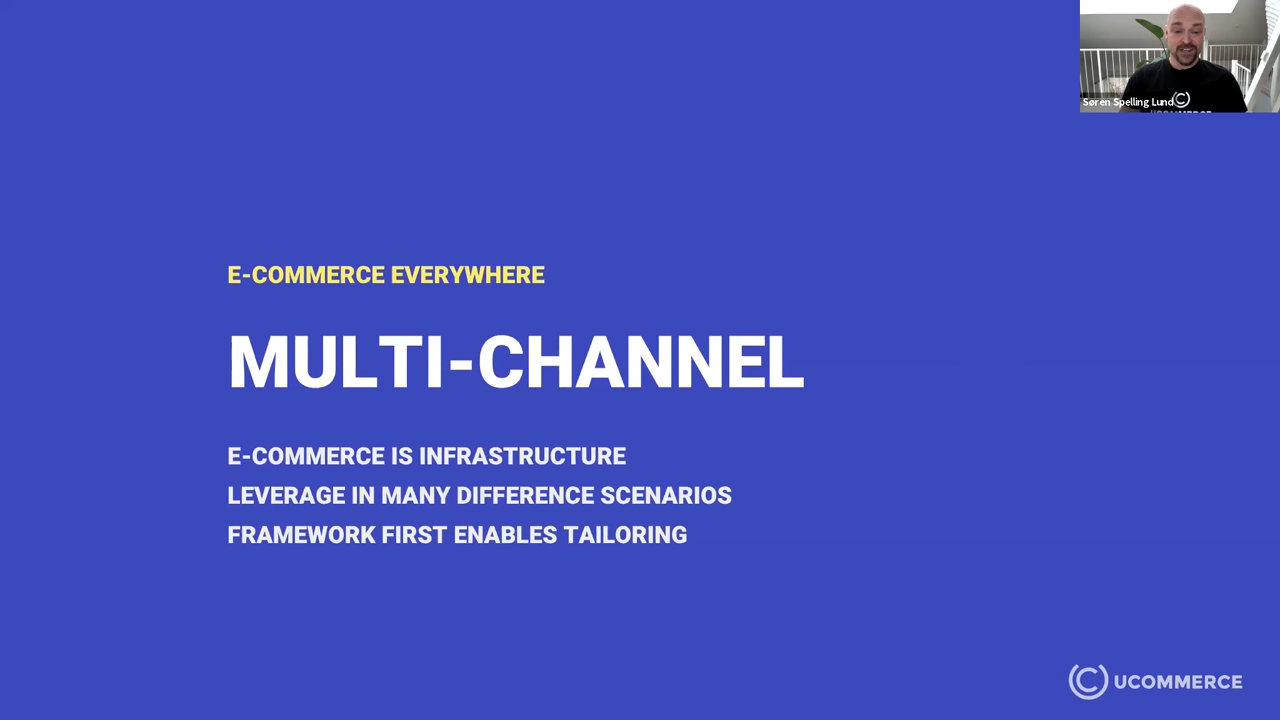 Søren Spelling Lund
E-COMMERCE EVERYWHERE
MULTI-CHANNEL
E-COMMERCE IS INFRASTRUCTURE
LEVERAGE IN MANY DIFFERENCE SCENARIOS
FRAMEWORK FIRST ENABLES TAILORING
UCOMMERCE